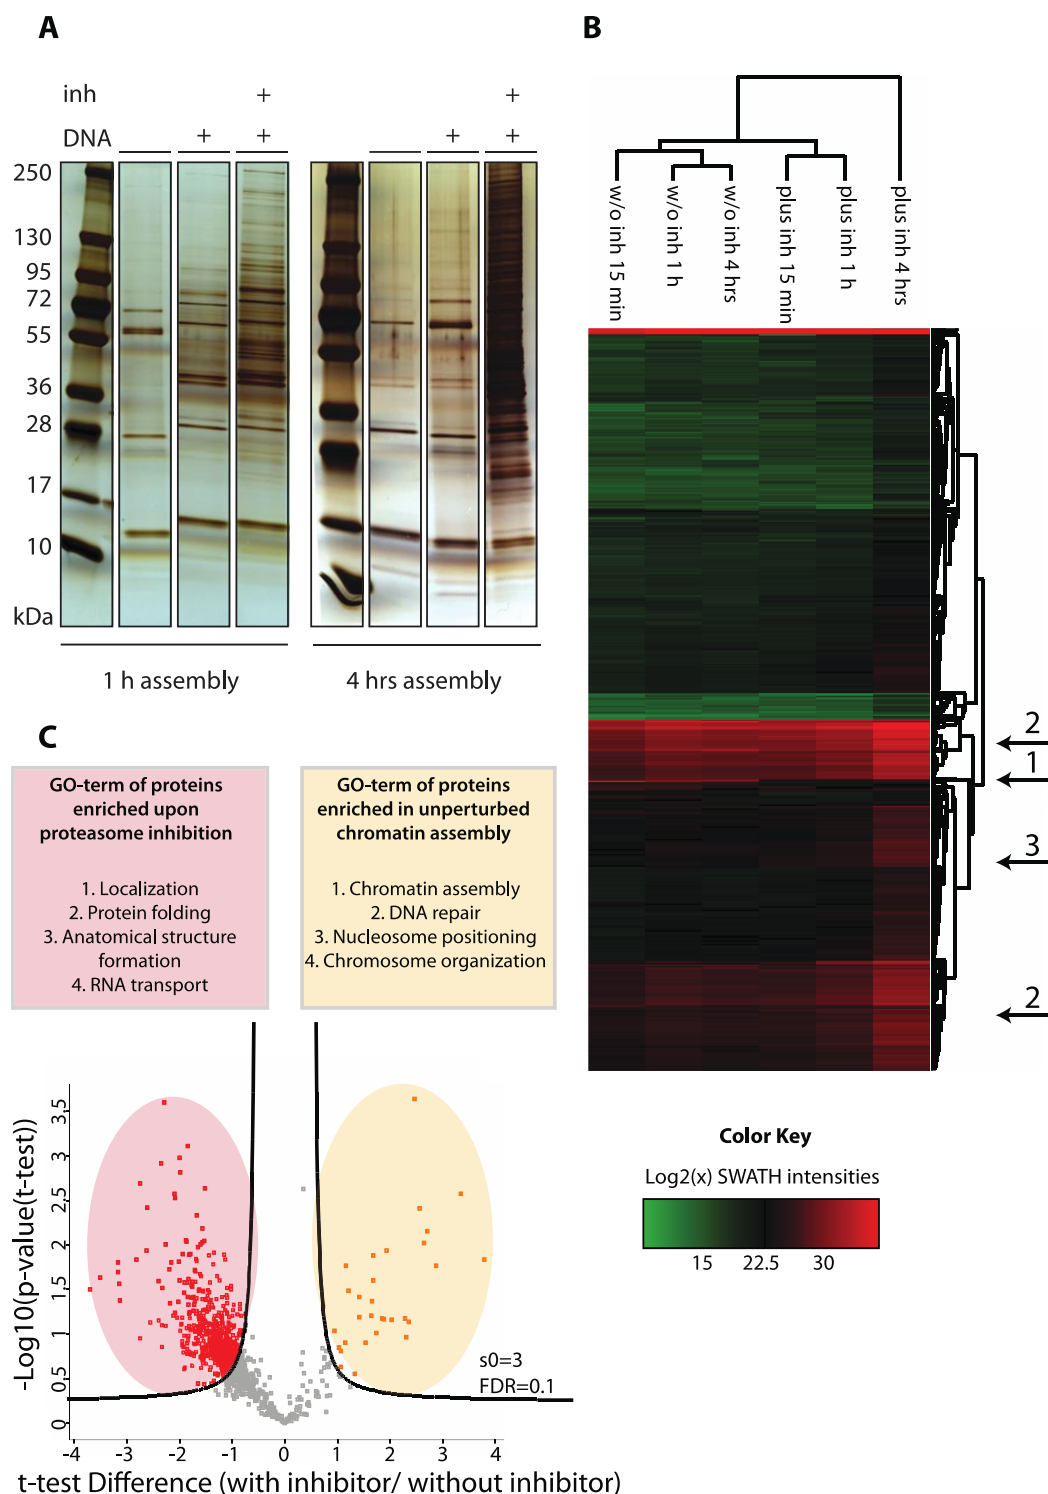 A
inh + +
DNA + + + +
250
130
95
72
55
36
28
17
10
kDa
1 h assembly
4 hrs assembly
B
w/o inh 15 min
w/o inh 1 h
w/o inh 4 hrs
plus inh 15 min
plus inh 1 h
plus inh 4 hrs
2
1
3
2
Color Key
Log2(x) SWATH intensities
15 22.5 30
C
GO-term of proteins
enriched upon
proteasome inhibition
1. Localization
2. Protein folding
3. Anatomical structure
formation
4. RNA transport
GO-term of proteins
enriched in unperturbed
chromatin assembly
1. Chromatin assembly
2. DNA repair
3. Nucleosome positioning
4. Chromosome organization
-Log10(p-value(t-test))
3.5
3
2.5
2
1.5
1
0.5
0
s0=3
FDR=0.1
-4 -3 -2 -1 0 1 2 3 4
t-test Difference (with inhibitor/ without inhibitor)